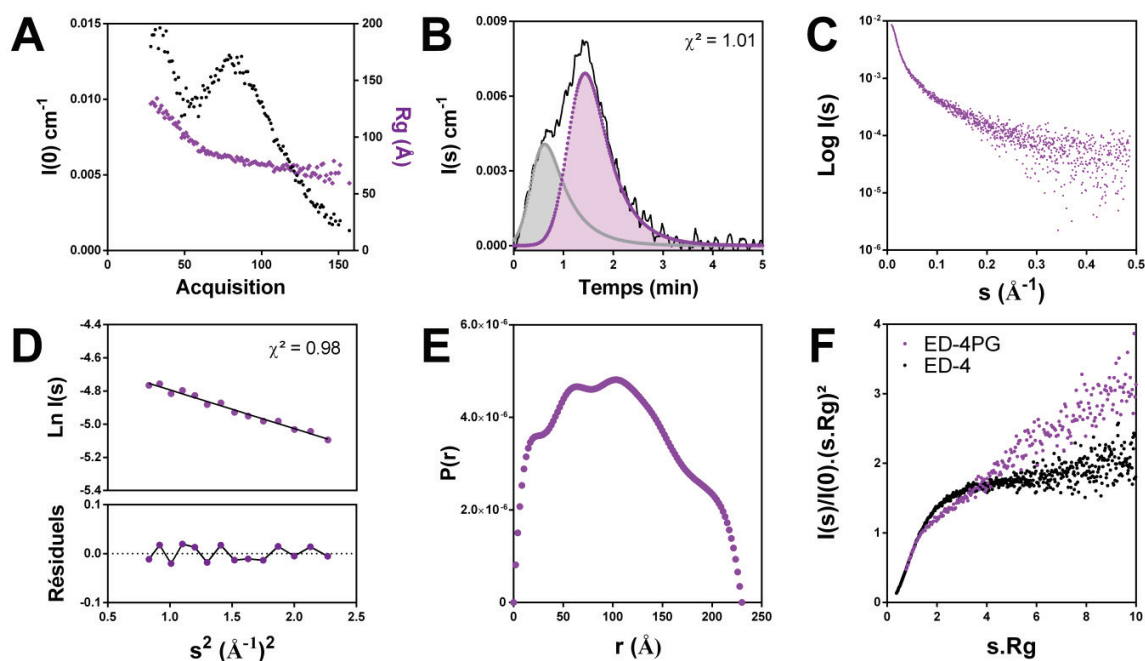 A
0.015
0.010
0.005
0.000
I(0) cm⁻¹
200
150
100
50
0
Rg (Å)
0
50
100
150
Acquisition
B
χ² = 1.01
0.009
0.006
0.003
0.000
I(s) cm⁻¹
0
1
2
3
4
5
Temps (min)
C
10⁻²
10⁻³
10⁻⁴
10⁻⁵
10⁻⁶
Log I(s)
0.0
0.1
0.2
0.3
0.4
0.5
s (Å⁻¹)
D
χ² = 0.98
-4.4
-4.6
-4.8
-5.0
-5.2
-5.4
Ln I(s)
0.1
0.0
-0.1
Résiduels
0.5
1.0
1.5
2.0
2.5
s² (Å⁻¹)²
E
6.0×10⁻⁶
4.0×10⁻⁶
2.0×10⁻⁶
0
P(r)
0
50
100
150
200
250
r (Å)
F
ED-4PG
ED-4
4
3
2
1
0
I(s)/I(0).(s.Rg)²
0
2
4
6
8
10
s.Rg